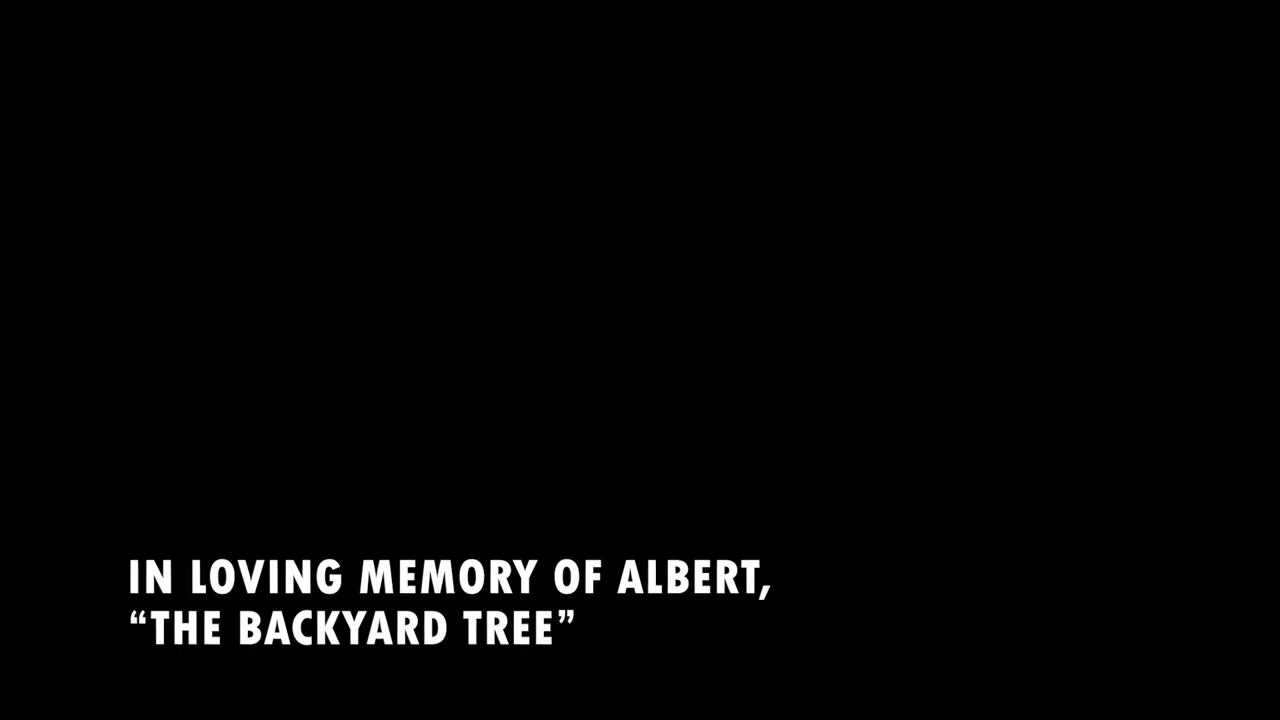 IN LOVING MEMORY OF ALBERT,
“THE BACKYARD TREE”